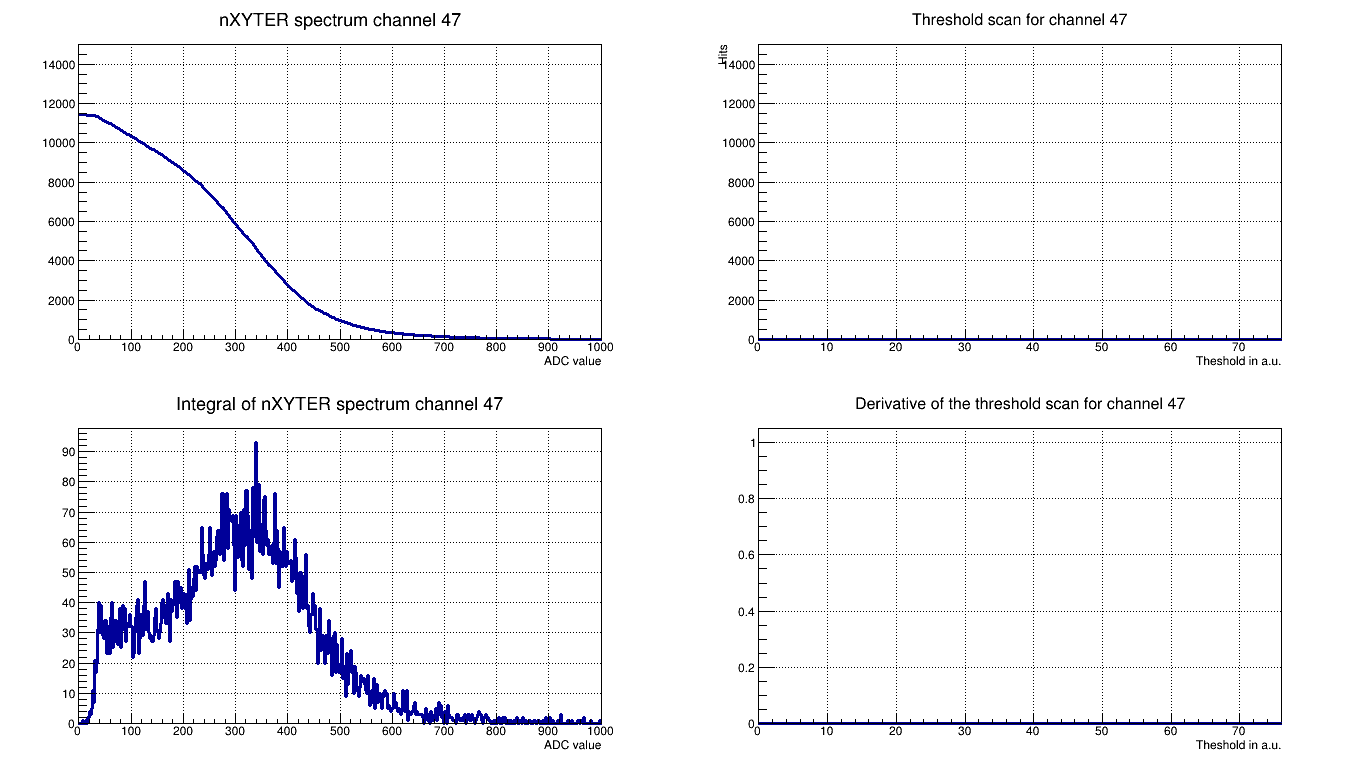 nXYTER spectrum channel 47
14000
12000
10000
8000
6000
4000
2000
0
0 100 200 300 400 500 600 700 800 900 1000
ADC value
Threshold scan for channel 47
Hits
14000
12000
10000
8000
6000
4000
2000
0
0 10 20 30 40 50 60 70
Theshold in a.u.
Integral of nXYTER spectrum channel 47
90
80
70
60
50
40
30
20
10
0
0 100 200 300 400 500 600 700 800 900 1000
ADC value
Derivative of the threshold scan for channel 47
1
0.8
0.6
0.4
0.2
0
0 10 20 30 40 50 60 70
Theshold in a.u.